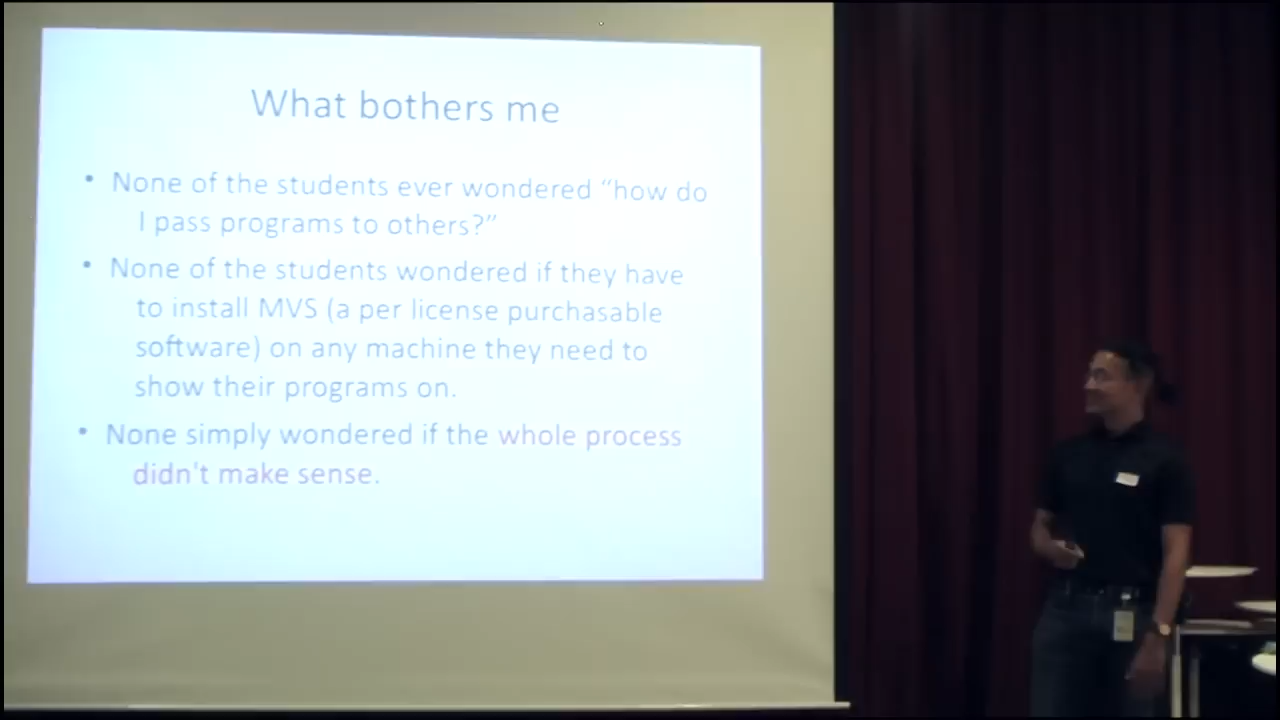 What bothers me
• None of the students ever wondered “how do
I pass programs to others?”
• None of the students wondered if they have
to install MVS (a per license purchasable
software) on any machine they need to
show their programs on.
• None simply wondered if the whole process
didn't make sense.